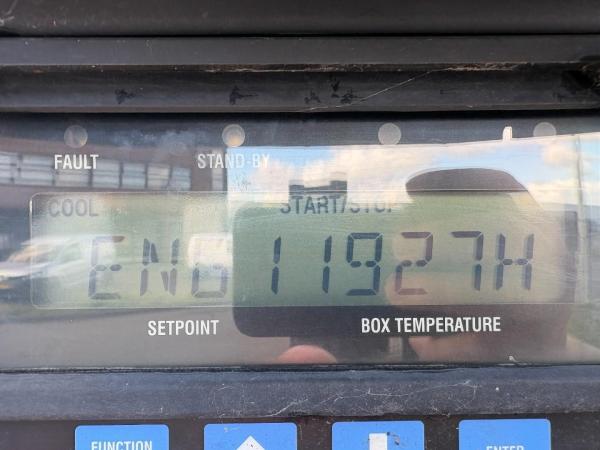 FAULT STAND-BY
COOL START/STOP
ENG 11927H
SETPOINT BOX TEMPERATURE
FUNCTION ENTER